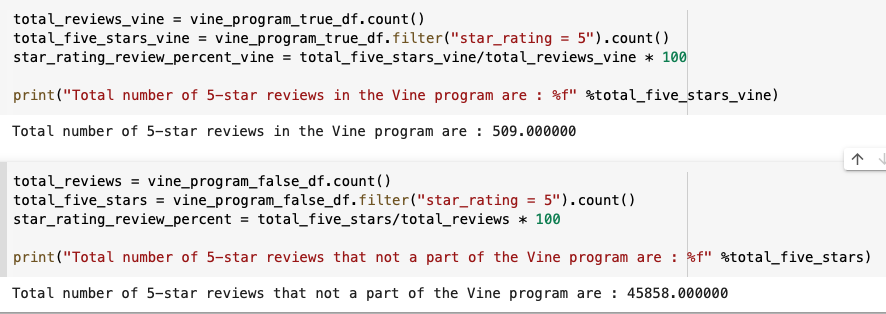 total_reviews_vine = vine_program_true_df.count()
total_five_stars_vine = vine_program_true_df.filter("star_rating = 5").count()
star_rating_review_percent_vine = total_five_stars_vine/total_reviews_vine * 100
print("Total number of 5-star reviews in the Vine program are : %f" %total_five_stars_vine)
Total number of 5-star reviews in the Vine program are : 509.000000
total_reviews = vine_program_false_df.count()
total_five_stars = vine_program_false_df.filter("star_rating = 5").count()
star_rating_review_percent = total_five_stars/total_reviews * 100
print("Total number of 5-star reviews that not a part of the Vine program are : %f" %total_five_stars)
Total number of 5-star reviews that not a part of the Vine program are : 45858.000000